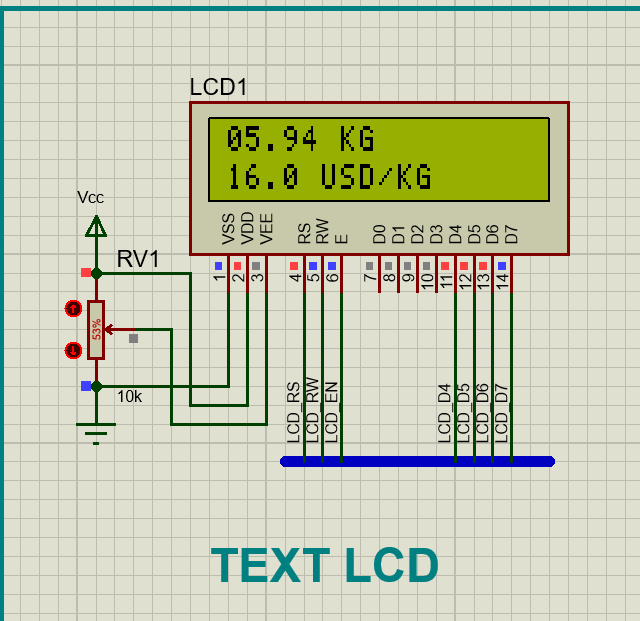 LCD1
05.94 KG
16.0 USD/KG
Vcc
VSS
VDD
VEE
RS
RW
E
D0
D1
D2
D3
D4
D5
D6
D7
RV1
1
2
3
4
5
6
7
8
9
10
11
12
13
14
53%
10k
LCD_RS
LCD_RW
LCD_EN
LCD_D4
LCD_D5
LCD_D6
LCD_D7
TEXT LCD